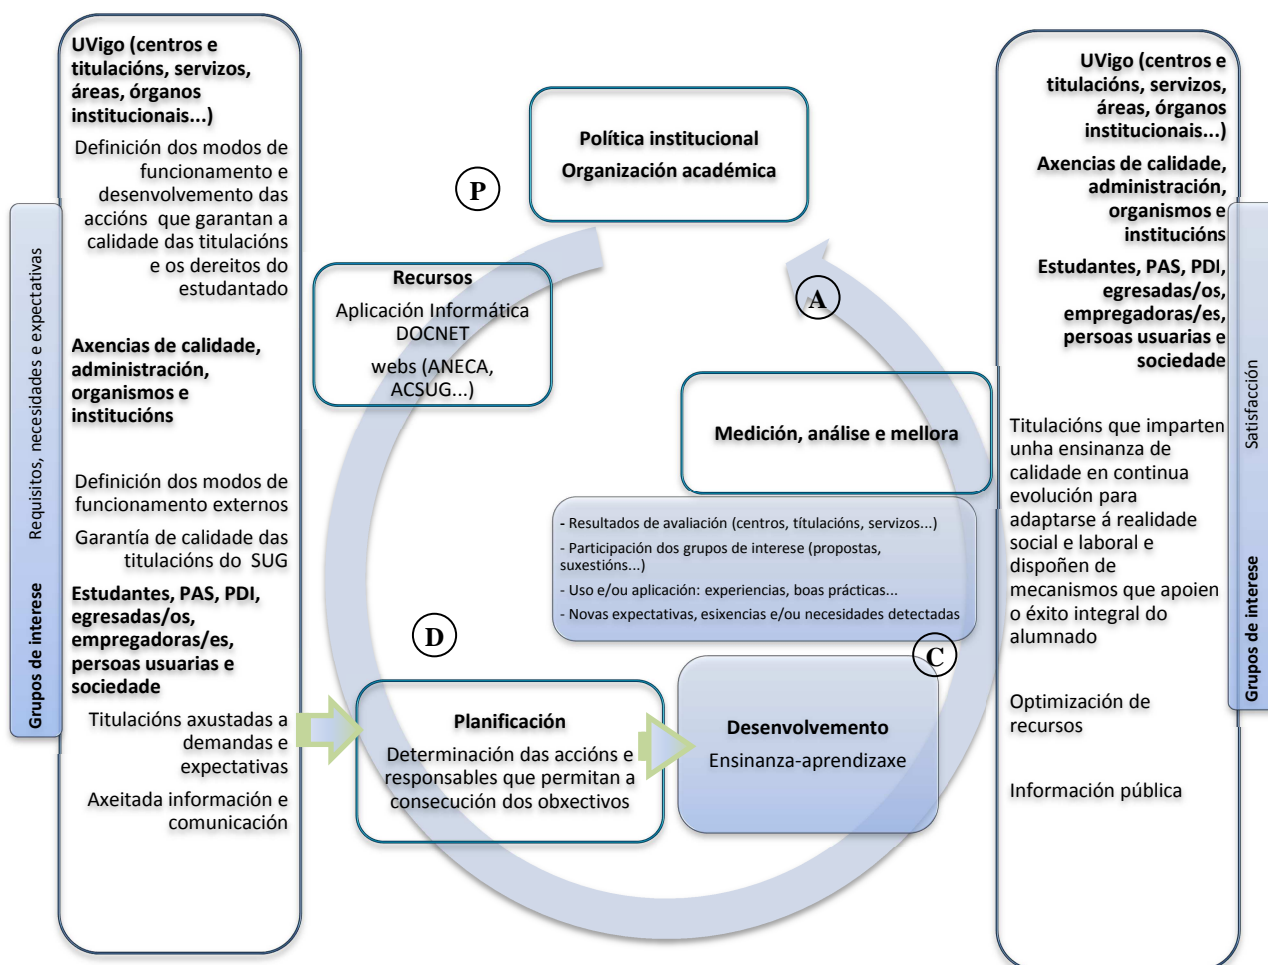 UVigo (centros e
titulacións, servizos,
áreas, órganos
institucionais...)
Definición dos modos de
funcionamento e
desenvolvemento das
accións que garantan a
calidade das titulacións
e os dereitos do
estudantado
Axencias de calidade,
administración,
organismos e
institucións
Definición dos modos de
funcionamento externos
Garantía de calidade das
titulacións do SUG
Estudantes, PAS, PDI,
egresadas/os,
empregadoras/es,
persoas usuarias e
sociedade
Titulacións axustadas a
demandas e
expectativas
Axeitada información e
comunicación
Grupos de interese Requisitos, necesidades e expectativas
Política institucional
Organización académica
P
Recursos
Aplicación Informática
DOCNET
webs (ANECA,
ACSUG...)
A
Medición, análise e mellora
- Resultados de avaliación (centros, títulacións, servizos...)
- Participación dos grupos de interese (propostas,
suxestións...)
- Uso e/ou aplicación: experiencias, boas prácticas...
- Novas expectativas, esixencias e/ou necesidades detectadas
D
C
Planificación
Determinación das accións e
responsables que permitan a
consecución dos obxectivos
Desenvolvemento
Ensinanza-aprendizaxe
UVigo (centros e
titulacións, servizos,
áreas, órganos
institucionais...)
Axencias de calidade,
administración,
organismos e
institucións
Estudantes, PAS, PDI,
egresadas/os,
empregadoras/es,
persoas usuarias e
sociedade
Titulacións que imparten
unha ensinanza de
calidade en continua
evolución para
adaptarse á realidade
social e laboral e
dispoñen de
mecanismos que apoien
o éxito integral do
alumnado
Optimización de
recursos
Información pública
Grupos de interese Satisfacción